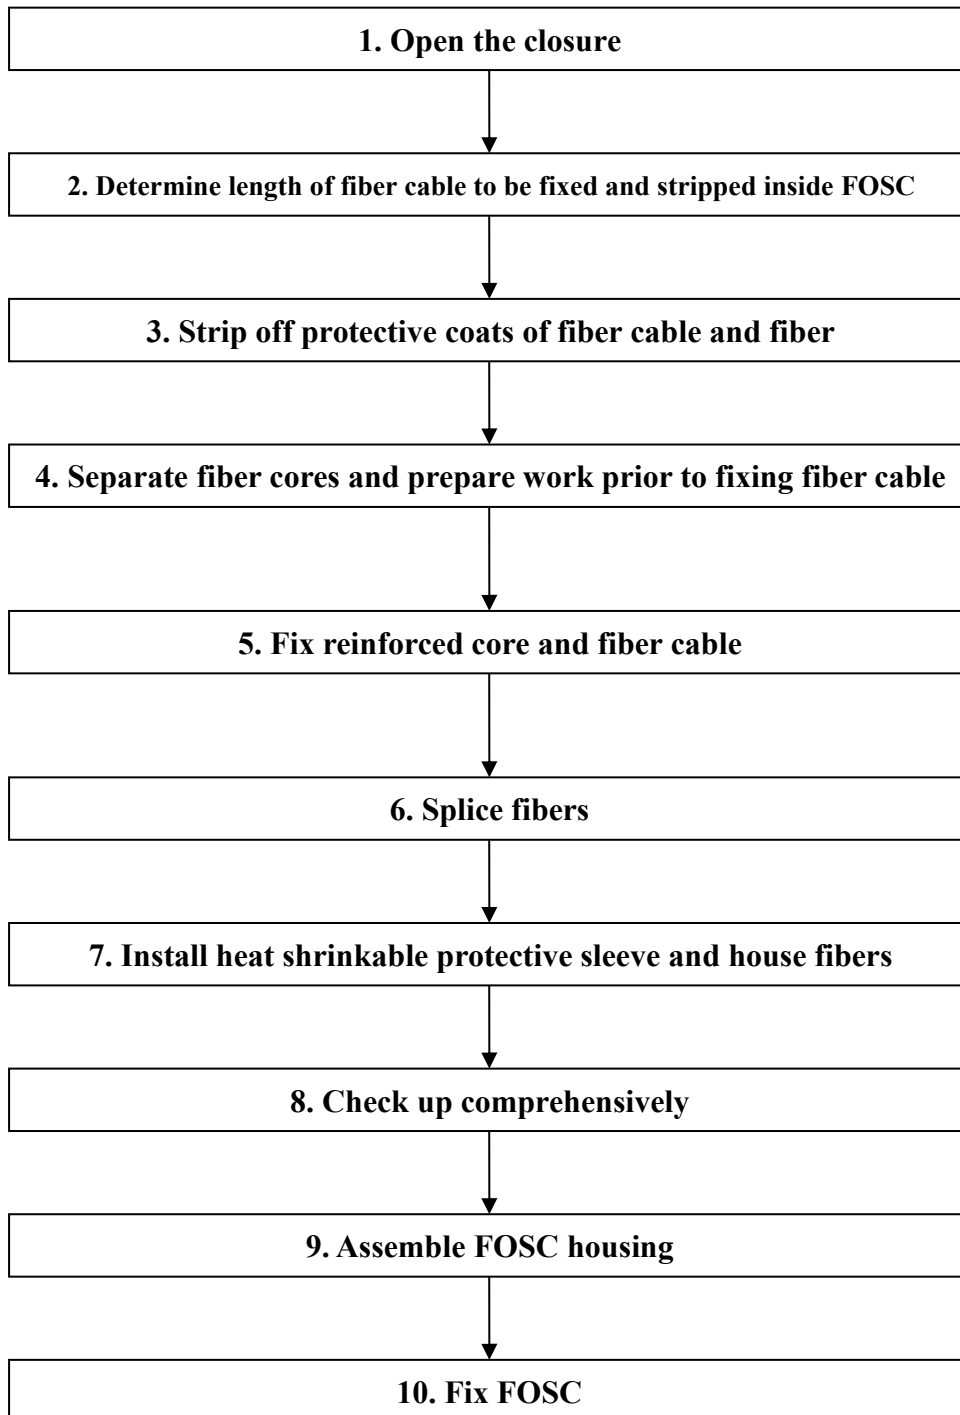 1. Open the closure
2. Determine length of fiber cable to be fixed and stripped inside FOSC
3. Strip off protective coats of fiber cable and fiber
4. Separate fiber cores and prepare work prior to fixing fiber cable
5. Fix reinforced core and fiber cable
6. Splice fibers
7. Install heat shrinkable protective sleeve and house fibers
8. Check up comprehensively
9. Assemble FOSC housing
10. Fix FOSC